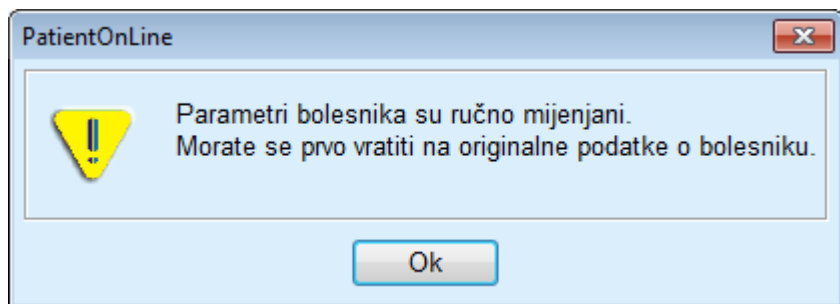 PatientOnLine
Parametri bolesnika su ručno mijenjani.
Morate se prvo vratiti na originalne podatke o bolesniku.
Ok